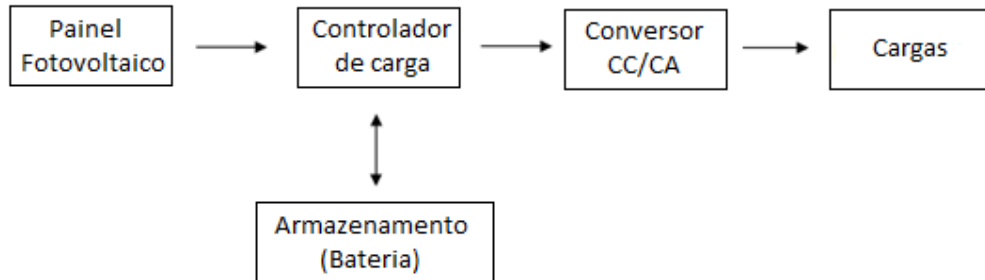 Painel
Fotovoltaico
Controlador
de carga
Conversor
CC/CA
Cargas
Armazenamento
(Bateria)